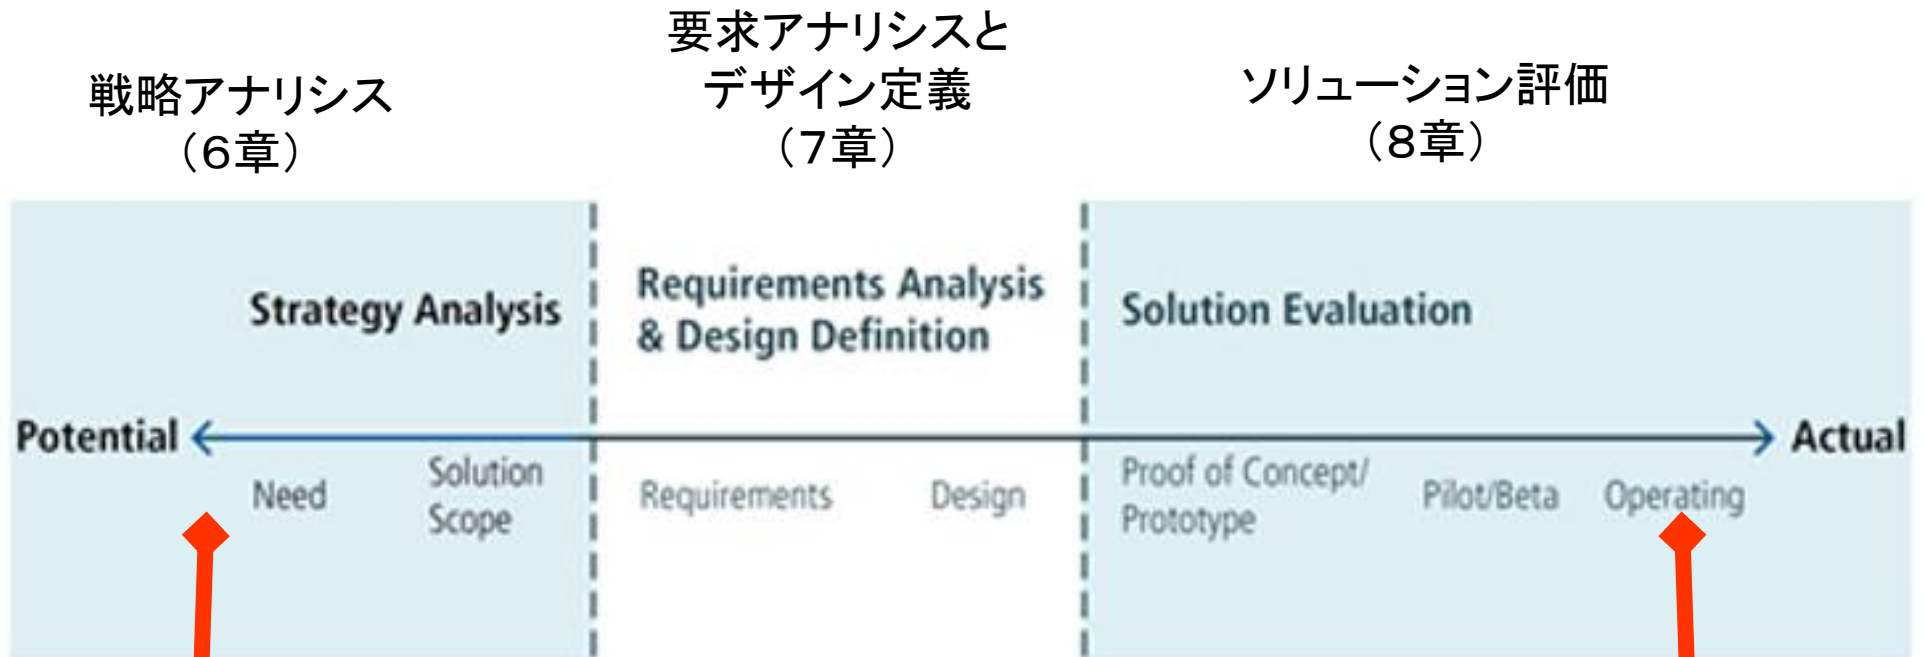 戦略アナリシス
（6章）
要求アナリシスと
デザイン定義
（7章）
ソリューション評価
（8章）
Strategy Analysis
Requirements Analysis
& Design Definition
Solution Evaluation
Potential
Actual
Need
Solution
Scope
Requirements
Design
Proof of Concept/
Prototype
Pilot/Beta
Operating